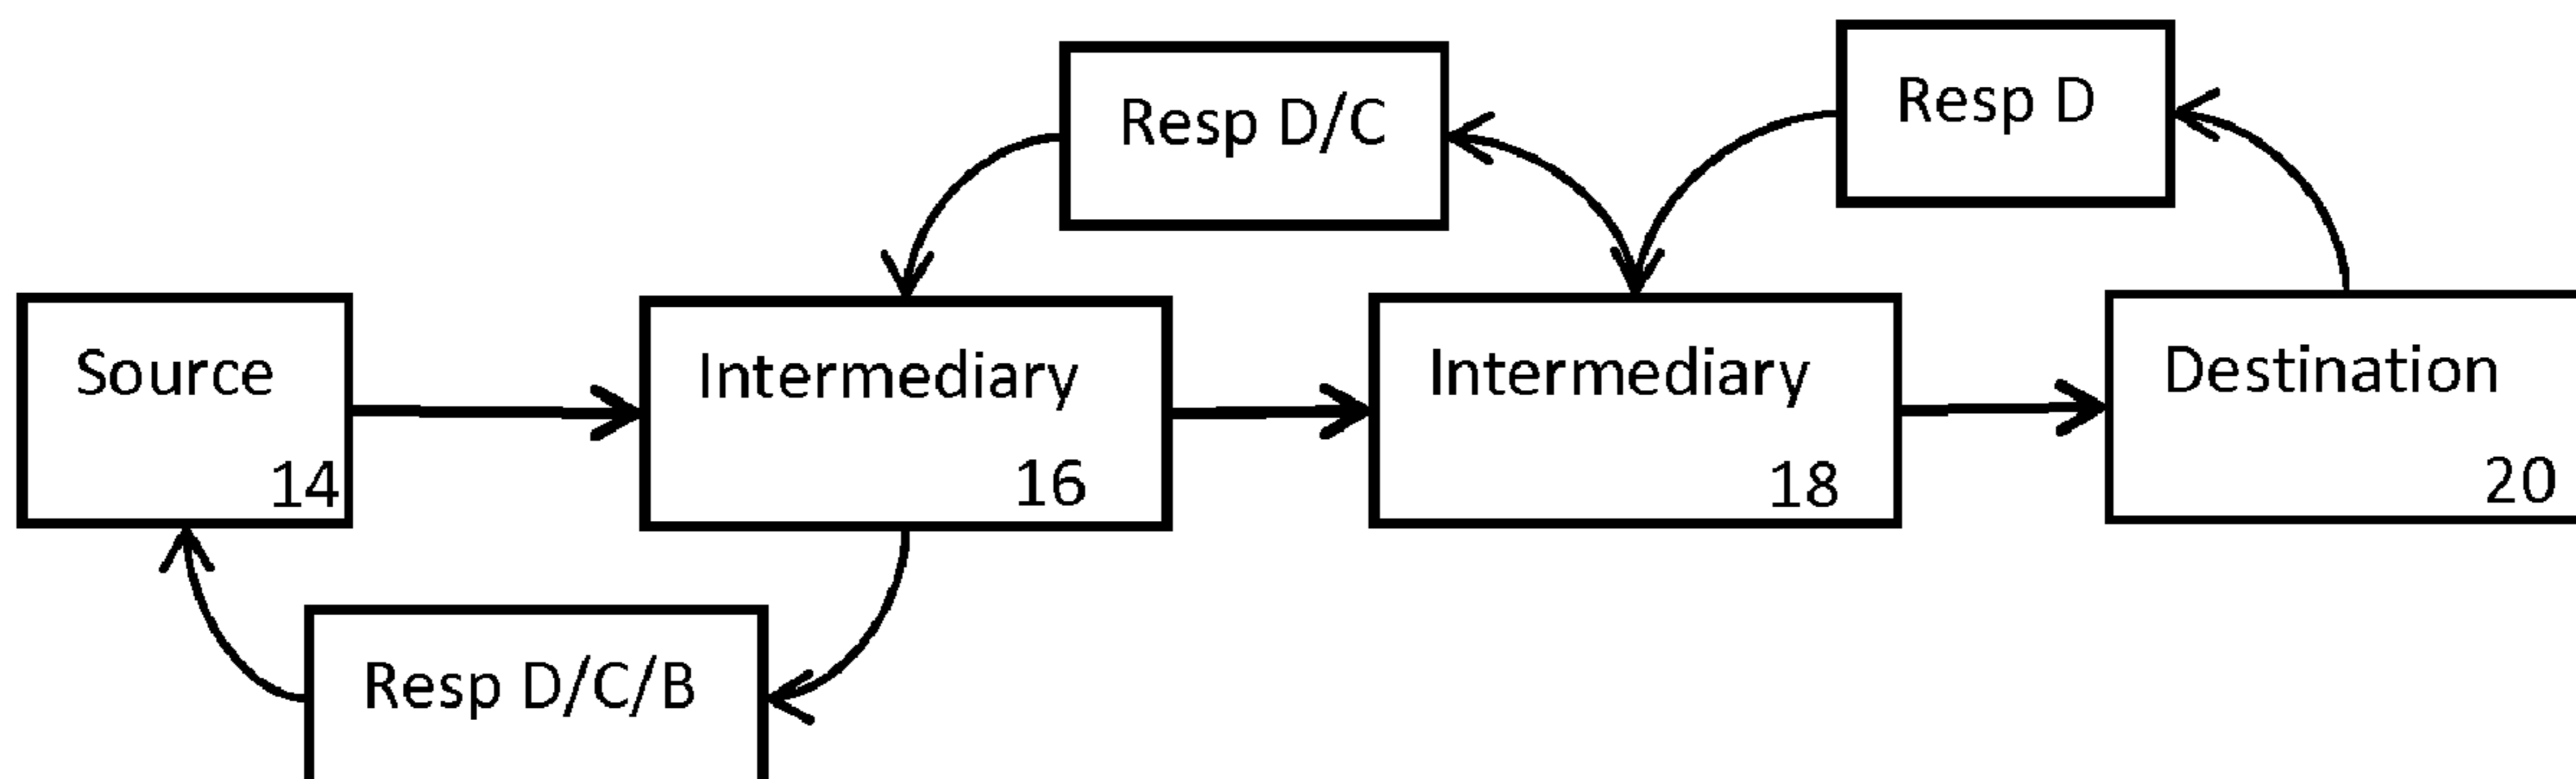 Resp D/C
Resp D
Source
14
Intermediary
16
Intermediary
18
Destination
20
Resp D/C/B